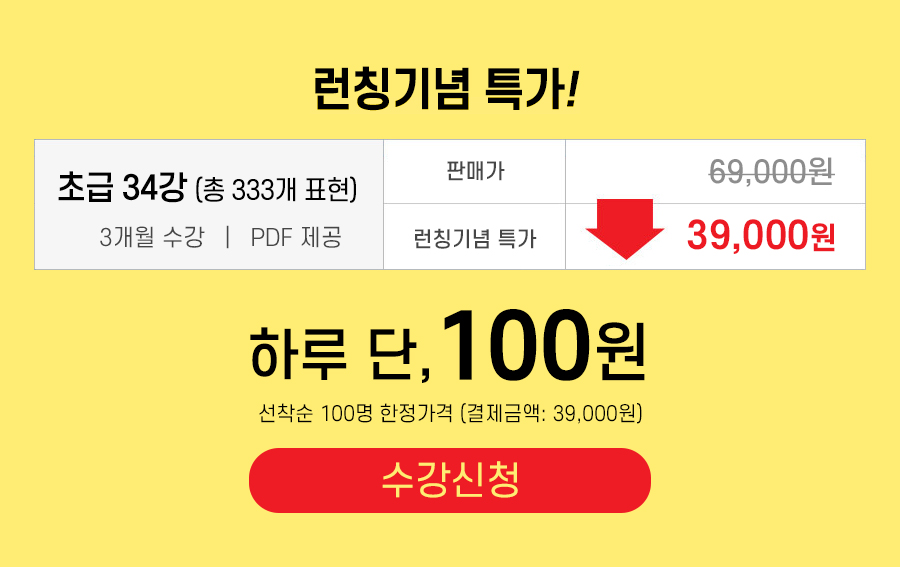 런칭기념 특가!
초급 34강 (총 333개 표현)
3개월 수강 | PDF 제공
판매가
69,000원
런칭기념 특가
39,000원
하루 단, 100원
선착순 100명 한정가격 (결제금액: 39,000원)
수강신청